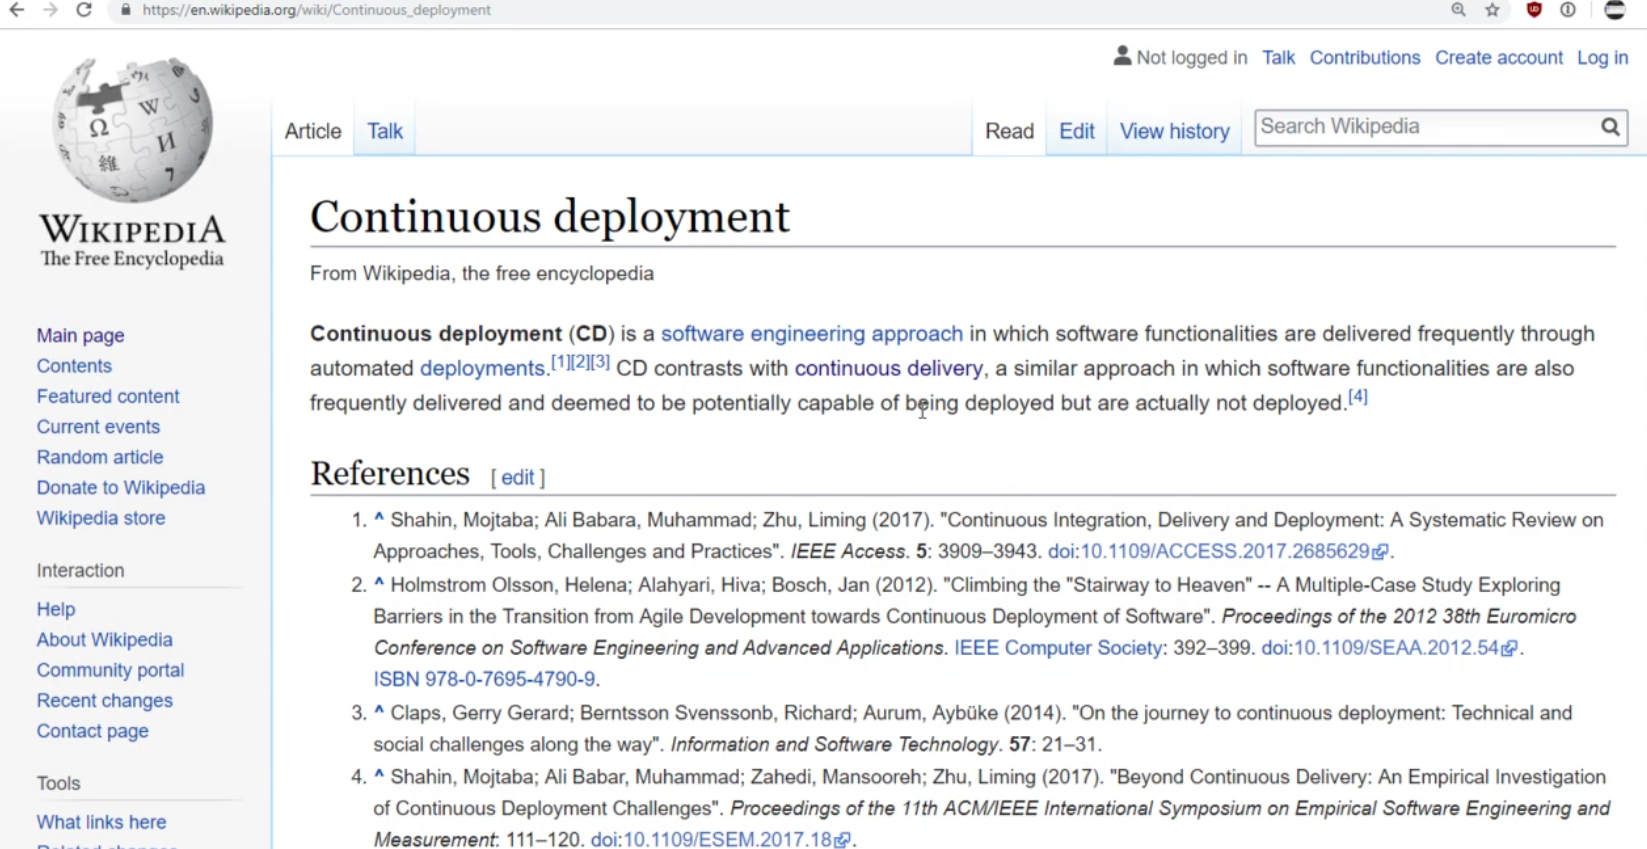 https://en.wikipedia.org/wiki/Continuous_deployment
Not logged in Talk Contributions Create account Log in
Article Talk Read Edit View history Search Wikipedia
WIKIPEDIA
The Free Encyclopedia
Main page
Contents
Featured content
Current events
Random article
Donate to Wikipedia
Wikipedia store
Interaction
Help
About Wikipedia
Community portal
Recent changes
Contact page
Tools
What links here
Related changes
Continuous deployment
From Wikipedia, the free encyclopedia
Continuous deployment (CD) is a software engineering approach in which software functionalities are delivered frequently through
automated deployments.[1][2][3] CD contrasts with continuous delivery, a similar approach in which software functionalities are also
frequently delivered and deemed to be potentially capable of being deployed but are actually not deployed.[4]
References [ edit ]
1. ^ Shahin, Mojtaba; Ali Babara, Muhammad; Zhu, Liming (2017). "Continuous Integration, Delivery and Deployment: A Systematic Review on
Approaches, Tools, Challenges and Practices". IEEE Access. 5: 3909–3943. doi:10.1109/ACCESS.2017.2685629.
2. ^ Holmstrom Olsson, Helena; Alahyari, Hiva; Bosch, Jan (2012). "Climbing the "Stairway to Heaven" -- A Multiple-Case Study Exploring
Barriers in the Transition from Agile Development towards Continuous Deployment of Software". Proceedings of the 2012 38th Euromicro
Conference on Software Engineering and Advanced Applications. IEEE Computer Society: 392–399. doi:10.1109/SEAA.2012.54.
ISBN 978-0-7695-4790-9.
3. ^ Claps, Gerry Gerard; Berntsson Svenssonb, Richard; Aurum, Aybüke (2014). "On the journey to continuous deployment: Technical and
social challenges along the way". Information and Software Technology. 57: 21–31.
4. ^ Shahin, Mojtaba; Ali Babar, Muhammad; Zahedi, Mansooreh; Zhu, Liming (2017). "Beyond Continuous Delivery: An Empirical Investigation
of Continuous Deployment Challenges". Proceedings of the 11th ACM/IEEE International Symposium on Empirical Software Engineering and
Measurement: 111–120. doi:10.1109/ESEM.2017.18.